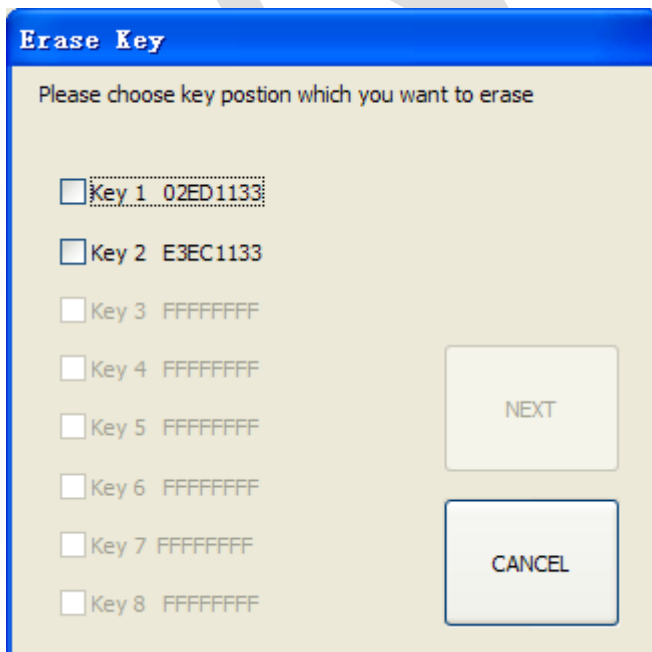 Erase Key
Please choose key postion which you want to erase
Key 1 02ED1133
Key 2 E3EC1133
Key 3 FFFFFFFF
Key 4 FFFFFFFF
Key 5 FFFFFFFF
Key 6 FFFFFFFF
Key 7 FFFFFFFF
Key 8 FFFFFFFF
NEXT
CANCEL